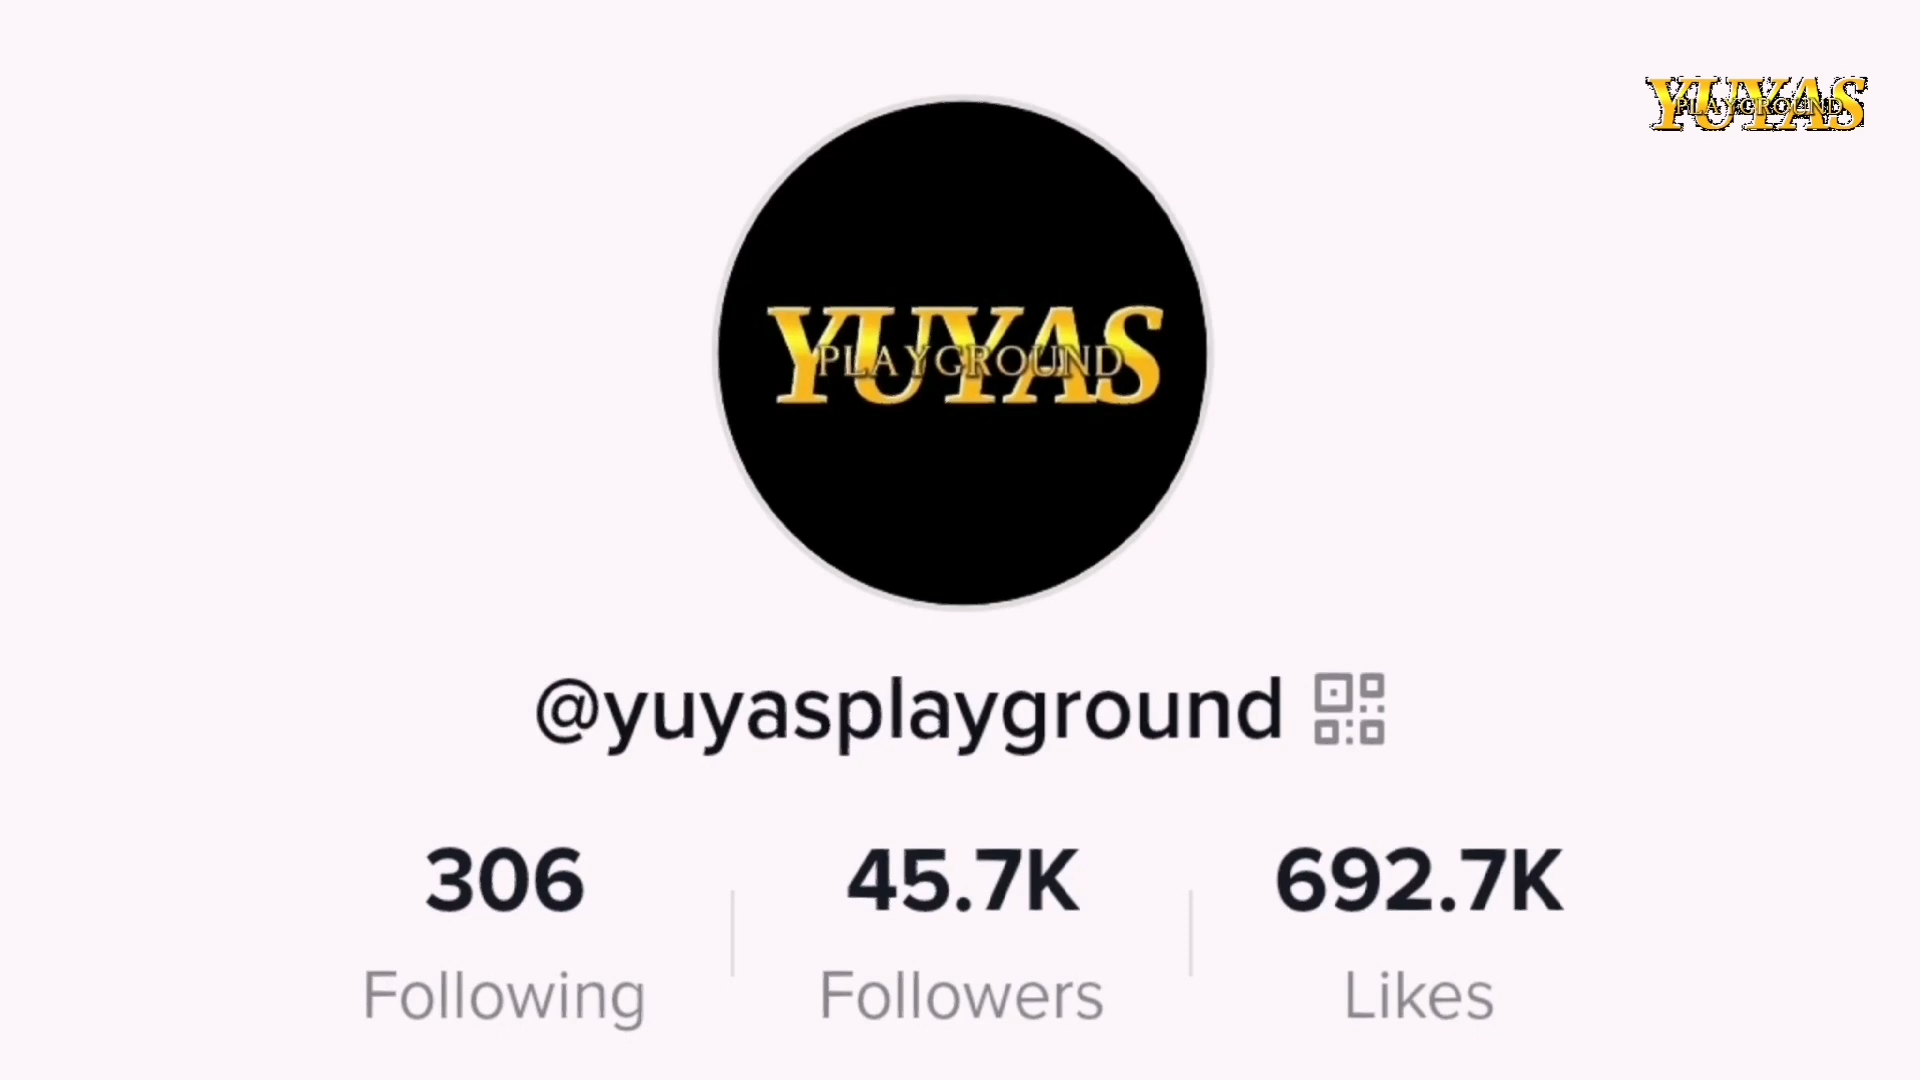 YUYAS
PLAYGROUND
YUYAS
PLAYGROUND
@yuyasplayground
306
45.7K
692.7K
Following
Followers
Likes